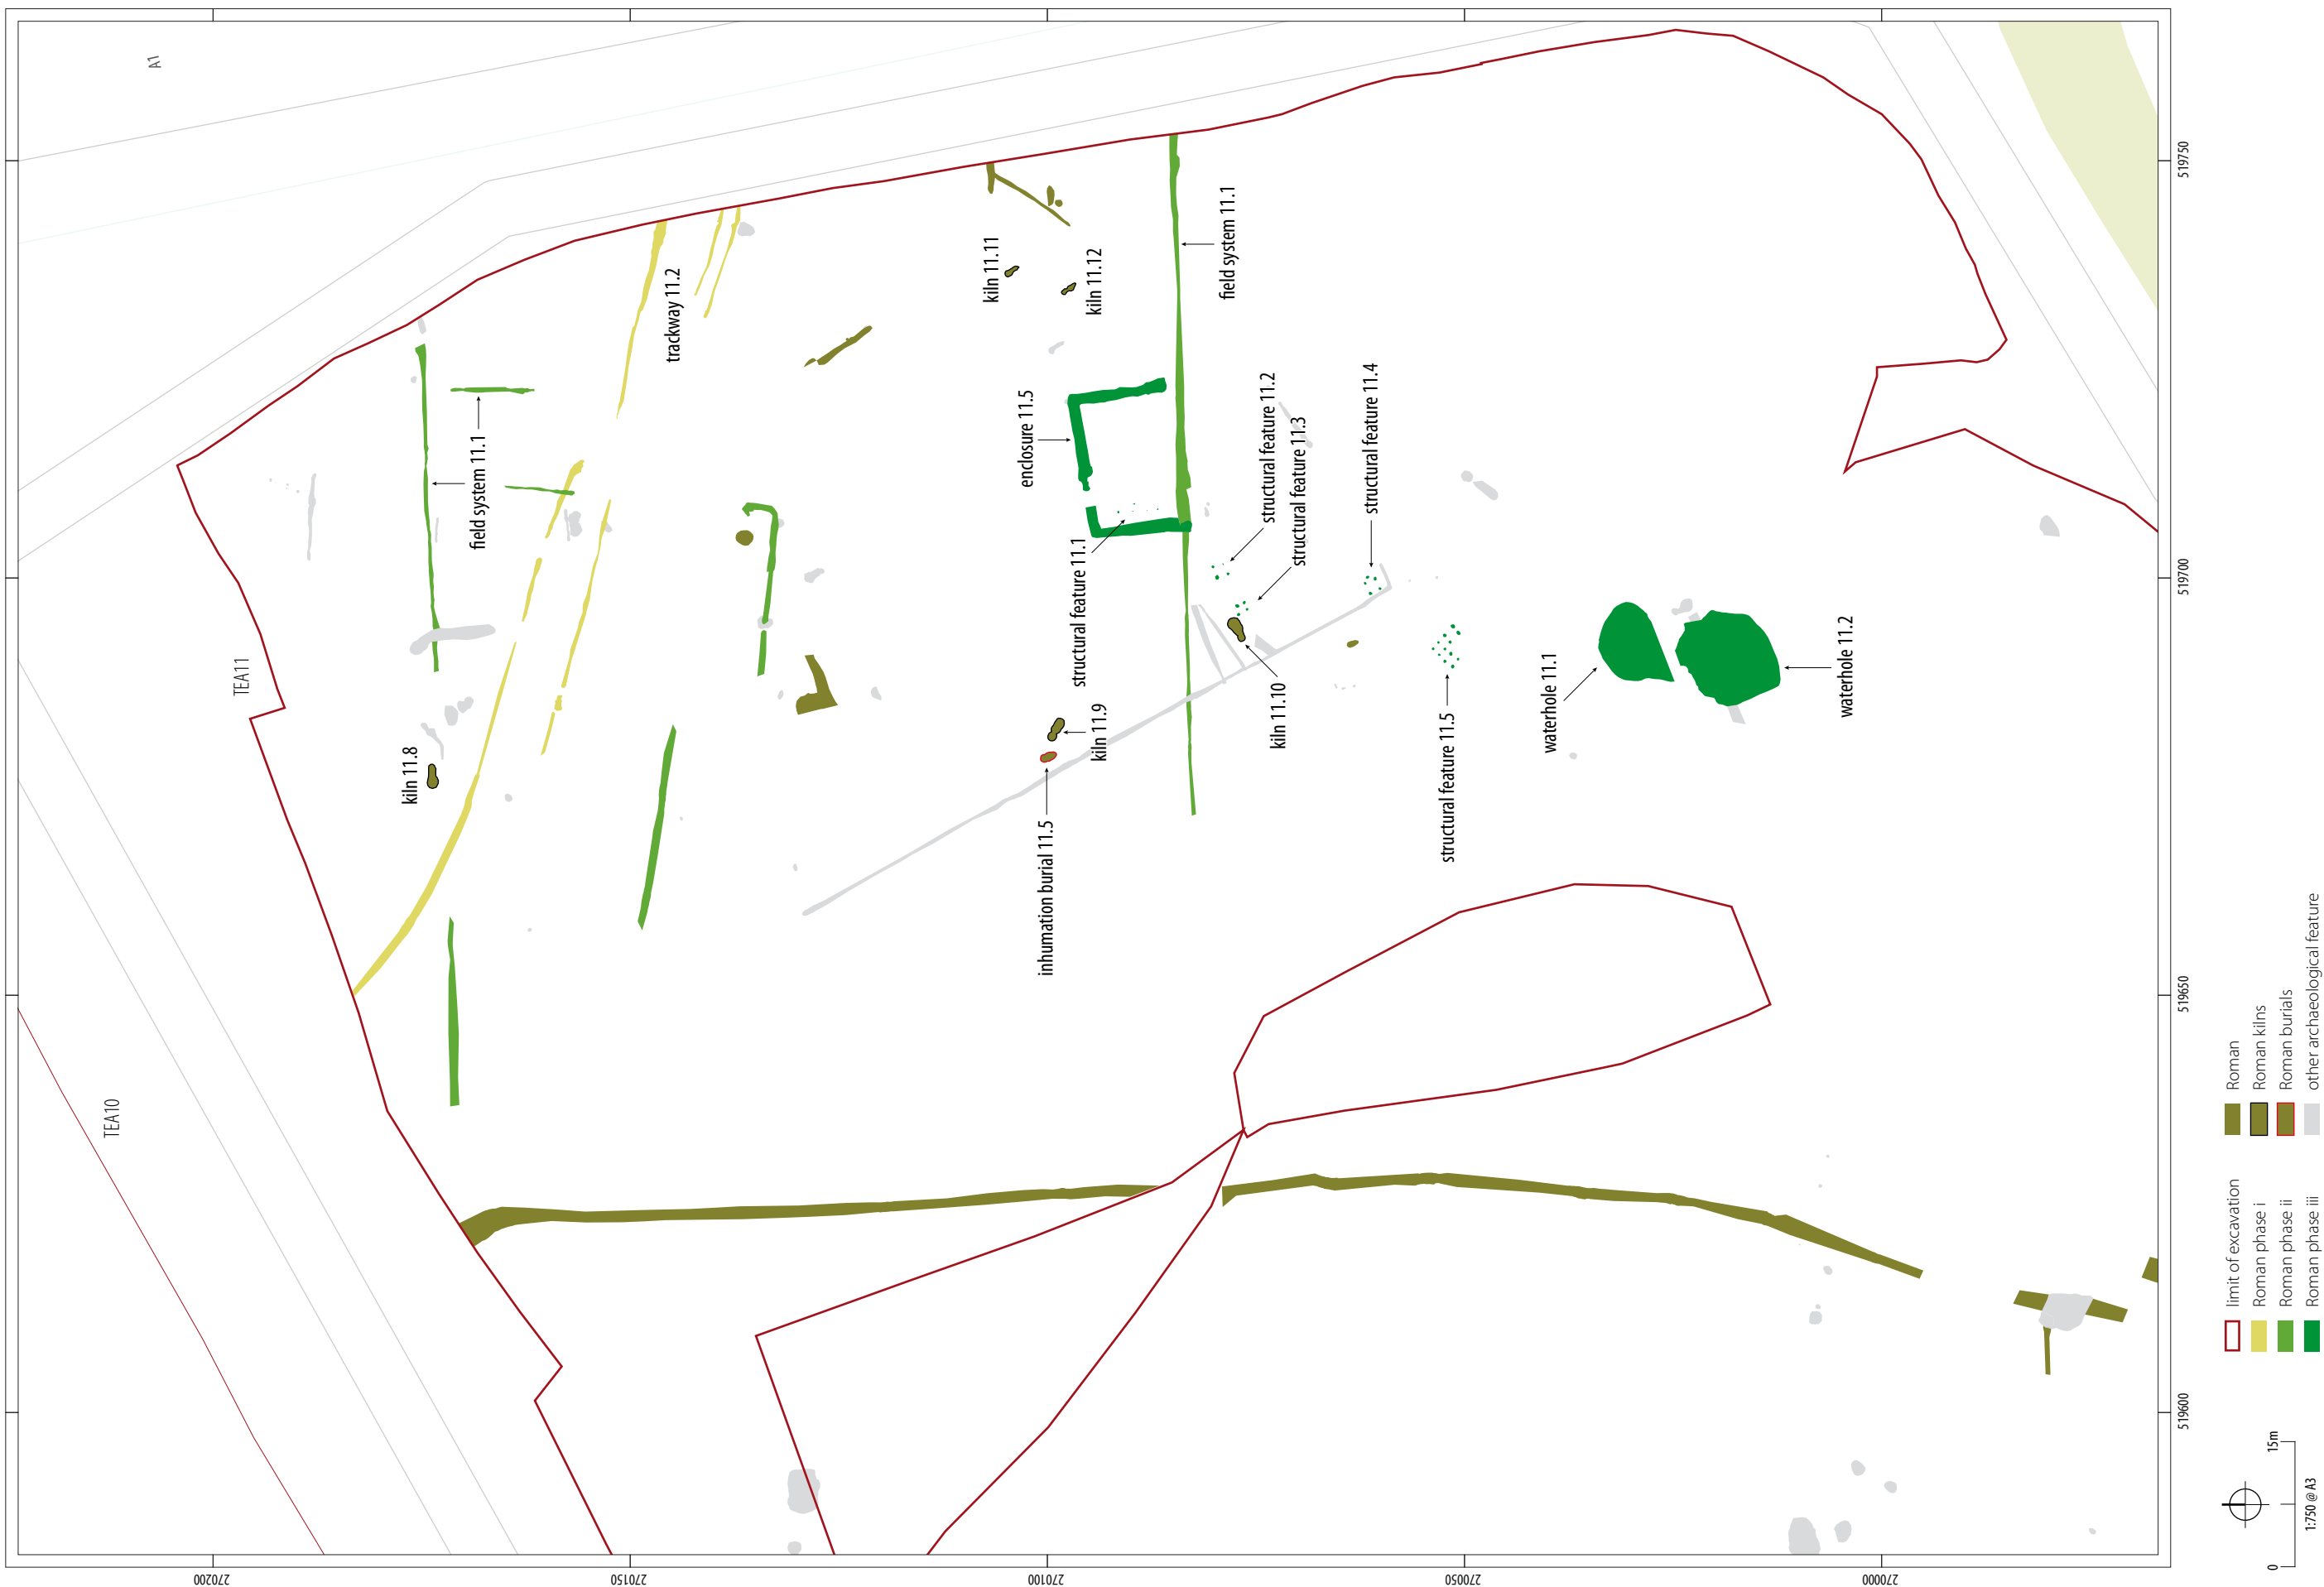 A1
TEA11
TEA10
field system 11.1
trackway 11.2
kiln 11.8
kiln 11.11
kiln 11.12
field system 11.1
enclosure 11.5
structural feature 11.1
structural feature 11.2
structural feature 11.3
structural feature 11.4
kiln 11.9
kiln 11.10
inhumation burial 11.5
structural feature 11.5
waterhole 11.1
waterhole 11.2
270200
270150
270100
270050
270000
519750
519700
519650
519600
limit of excavation
Roman phase i
Roman phase ii
Roman phase iii
Roman
Roman kilns
Roman burials
other archaeological feature
0
15m
1:750 @ A3